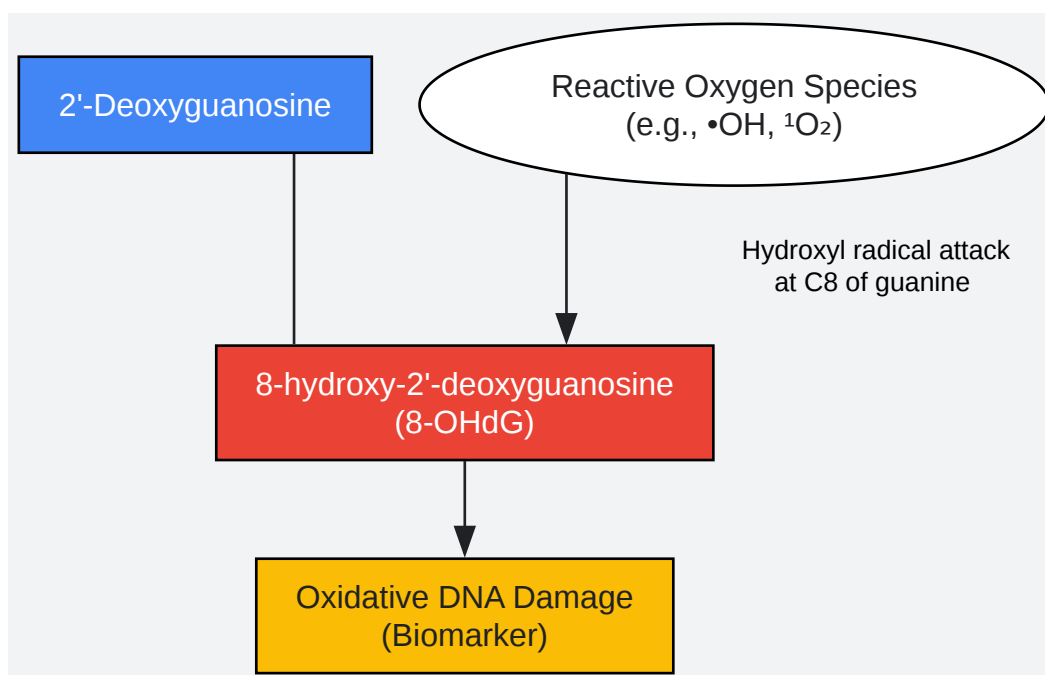 2'-Deoxyguanosine
Reactive Oxygen Species
(e.g., •OH, ¹O₂)
Hydroxyl radical attack
at C8 of guanine
8-hydroxy-2'-deoxyguanosine
(8-OHdG)
Oxidative DNA Damage
(Biomarker)